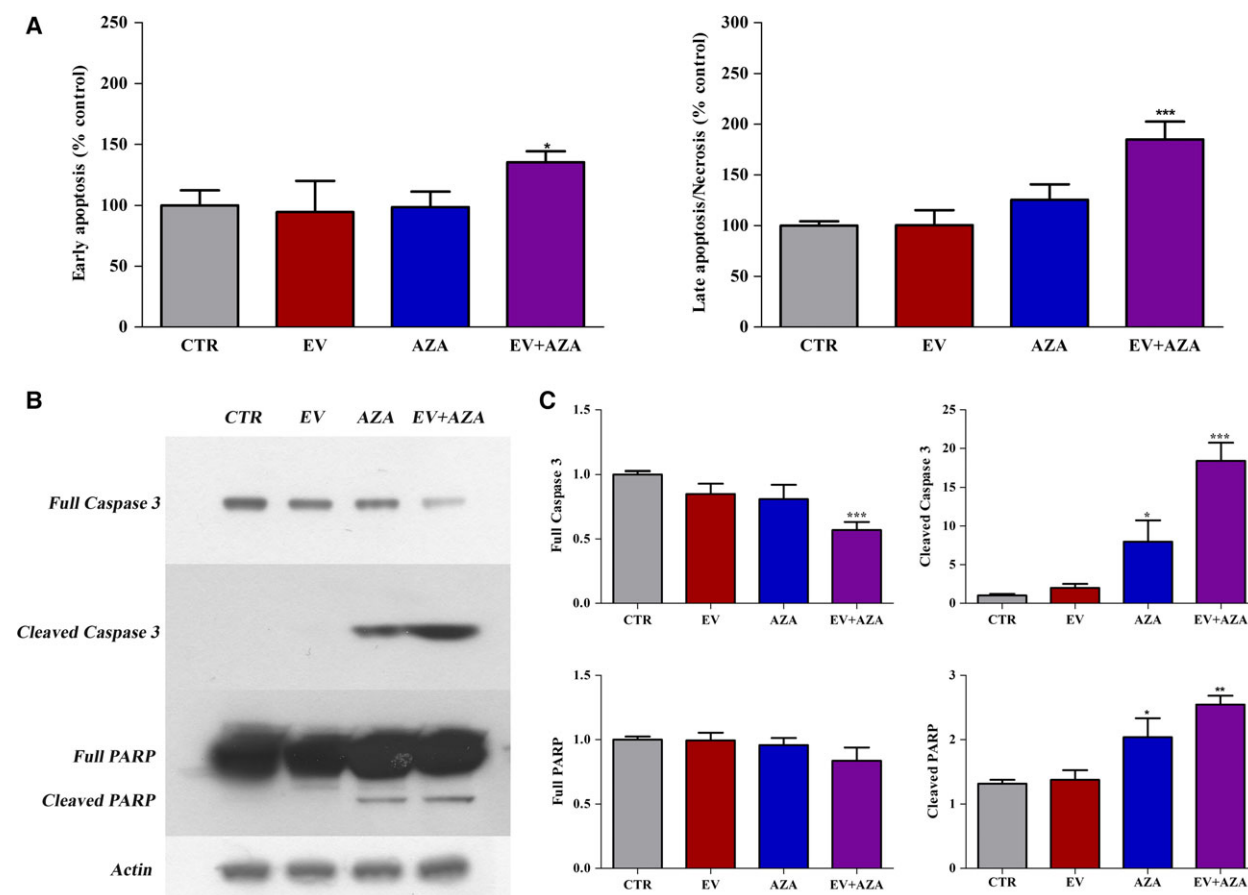 A
Early apoptosis (% control)
250
200
150
100
50
0
*
CTR EV AZA EV+AZA
Late apoptosis/Necrosis (% control)
300
250
200
150
100
50
0
***
CTR EV AZA EV+AZA
B
CTR EV AZA EV+AZA
Full Caspase 3
Cleaved Caspase 3
Full PARP
Cleaved PARP
Actin
C
Full Caspase 3
1.5
1.0
0.5
0.0
***
CTR EV AZA EV+AZA
Cleaved Caspase 3
25
20
15
10
5
0
*
***
CTR EV AZA EV+AZA
Full PARP
1.5
1.0
0.5
0.0
CTR EV AZA EV+AZA
Cleaved PARP
3
2
1
0
*
**
CTR EV AZA EV+AZA